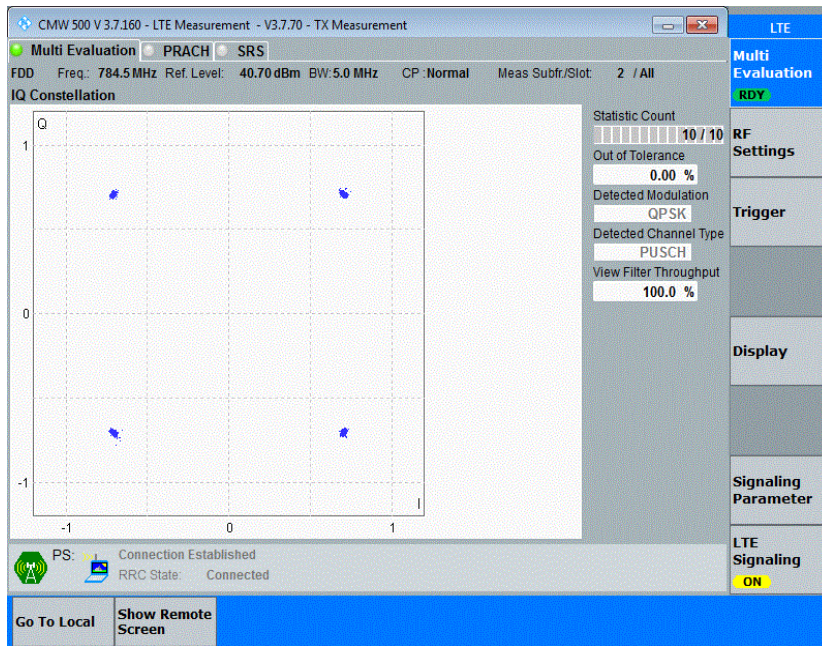 CMW 500 V 3.7.160 - LTE Measurement - V3.7.70 - TX Measurement
LTE
Multi Evaluation PRACH SRS
FDD Freq.: 784.5 MHz Ref. Level: 40.70 dBm BW: 5.0 MHz CP : Normal Meas Subfr./Slot: 2 / All
IQ Constellation
Q
1
0
-1
-1 0 1
I
Statistic Count
10 / 10
Out of Tolerance
0.00 %
Detected Modulation
QPSK
Detected Channel Type
PUSCH
View Filter Throughput
100.0 %
Multi
Evaluation
RDY
RF
Settings
Trigger
Display
Signaling
Parameter
LTE
Signaling
ON
PS: Connection Established
RRC State: Connected
Go To Local
Show Remote
Screen